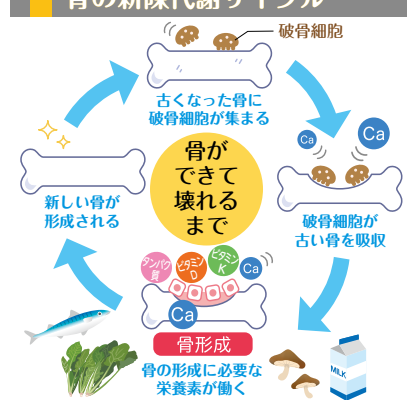 骨の新陳代謝サイクル
破骨細胞
古くなった骨に
破骨細胞が集まる
Ca
Ca
破骨細胞が
古い骨を吸収
骨が
できて
壊れる
まで
新しい骨が
形成される
タンパク
質
ビタミン
D
ビタミン
K
Ca
Ca
骨形成
骨の形成に必要な
栄養素が働く
MILK